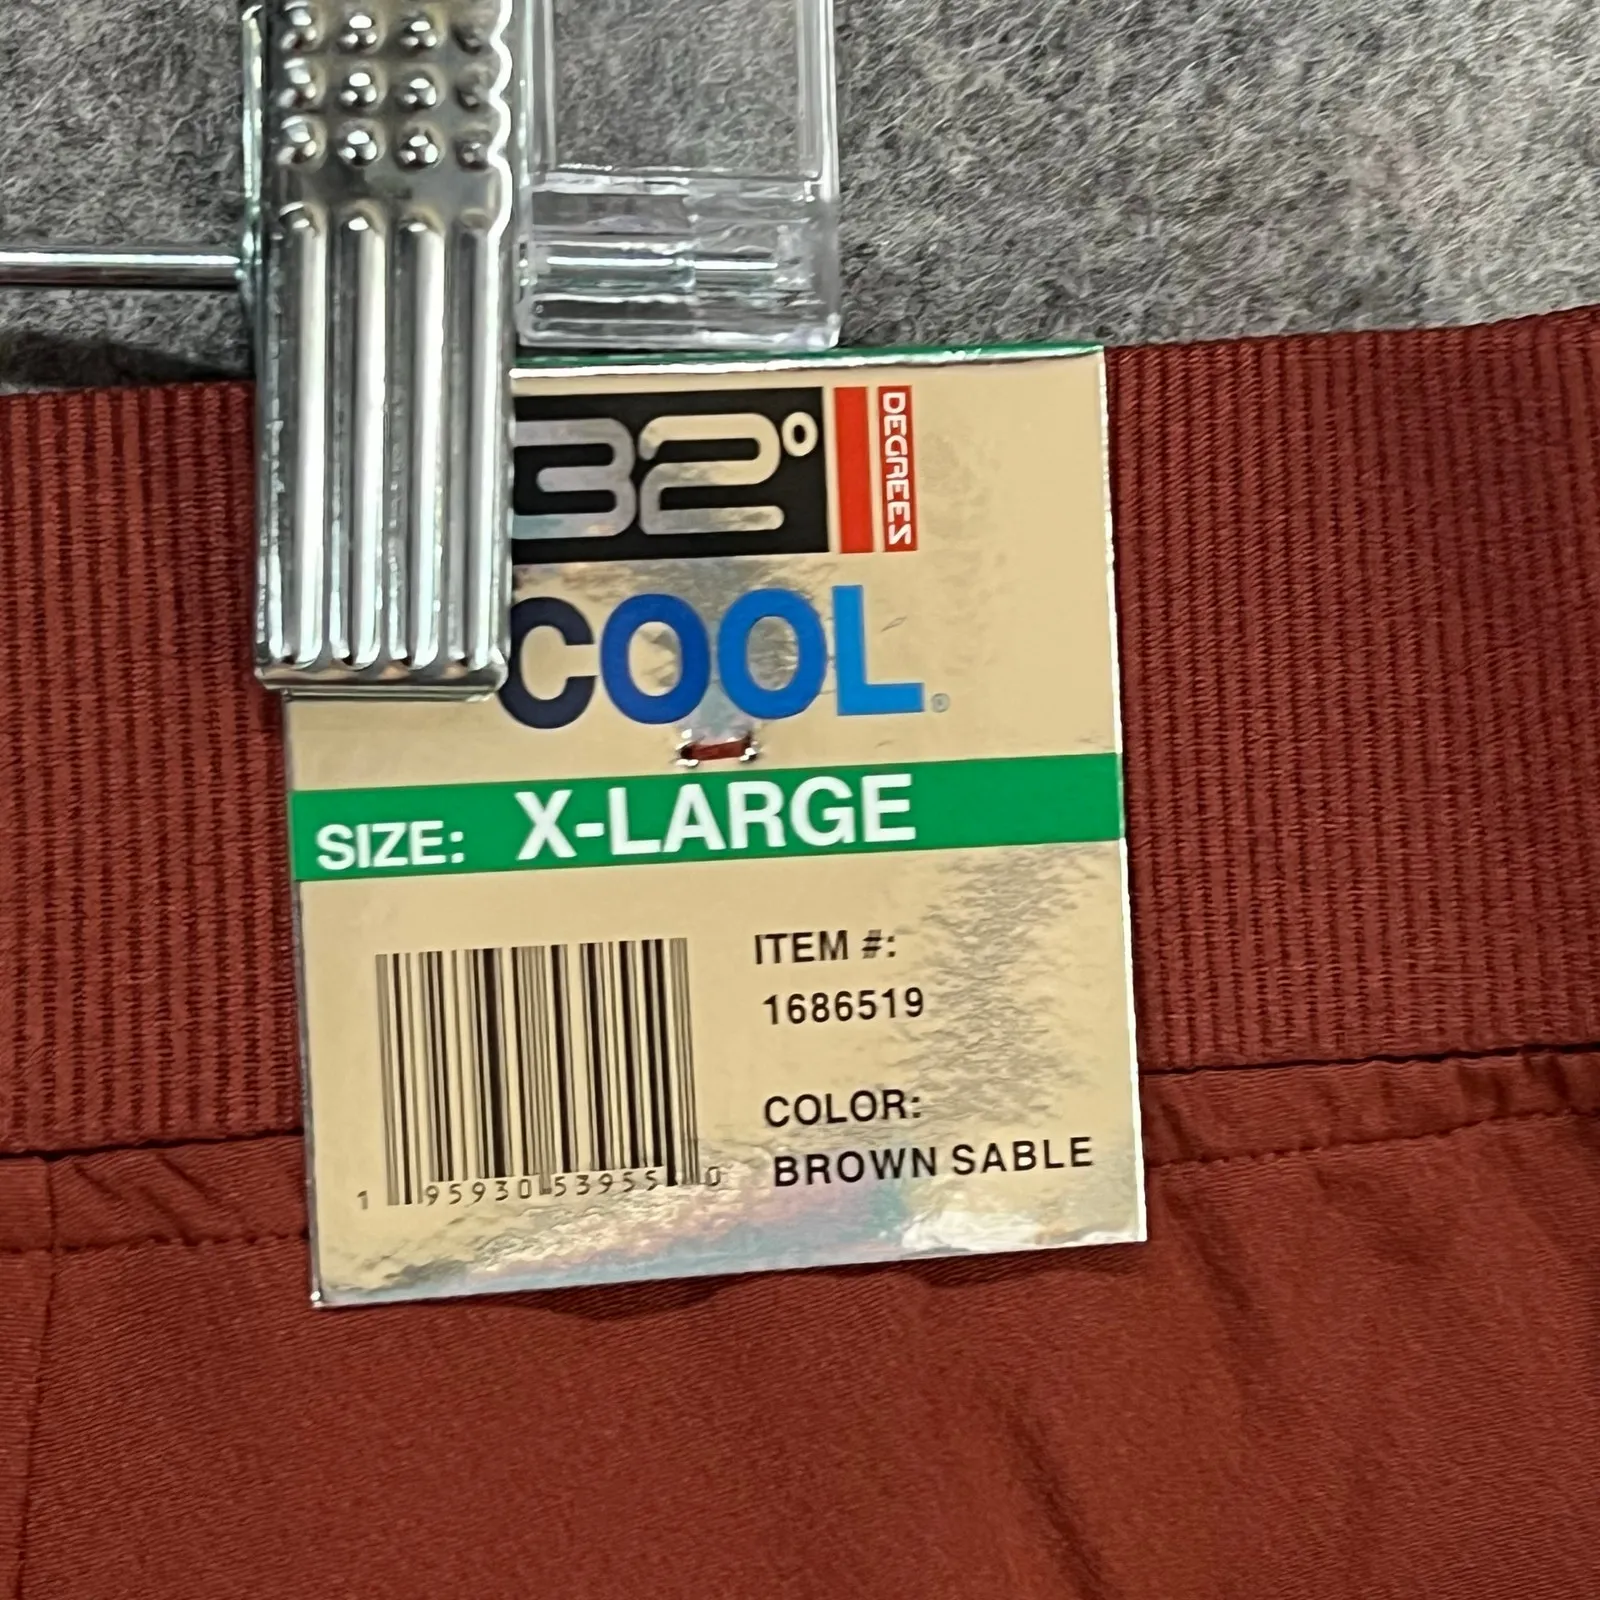 32° DEGREES
COOL®
SIZE: X-LARGE
ITEM #:
1686519
COLOR:
BROWN SABLE
1 95930 53955 0